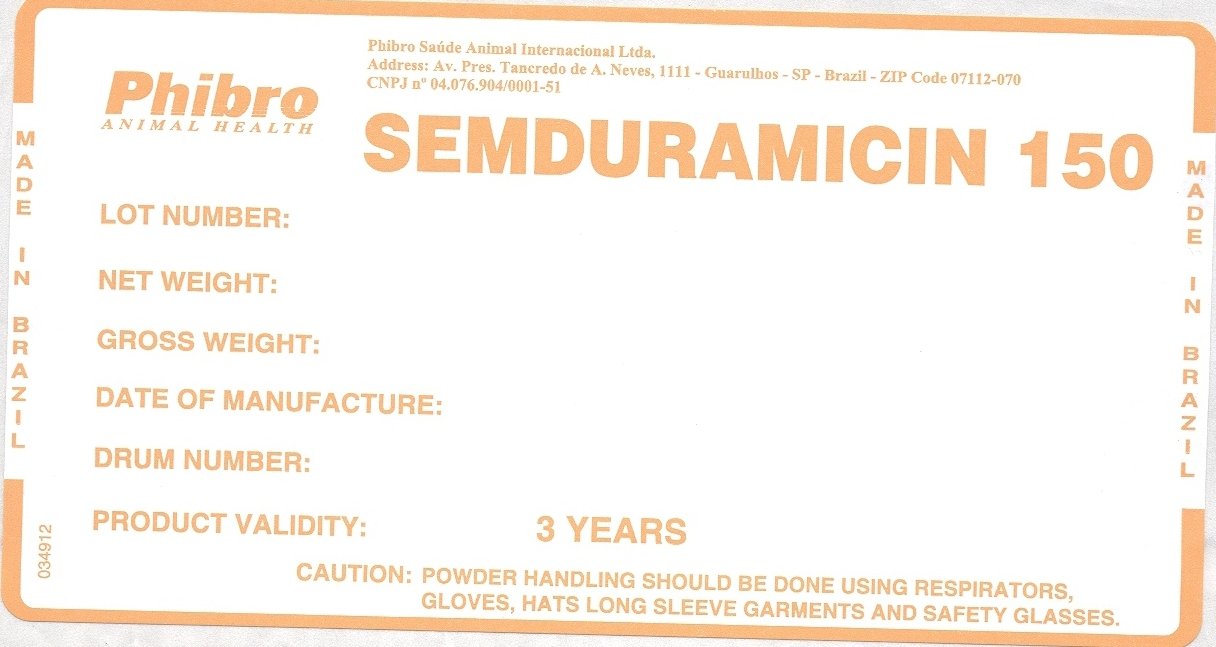 Phibro Saúde Animal Internacional Ltda.
Address: Av. Pres. Tancredo de A. Neves, 1111 - Guarulhos - SP - Brazil - ZIP Code 07112-070
CNPJ nº 04.076.904/0001-51
Phibro
ANIMAL HEALTH
SEMDURAMICIN 150
MADE IN BRAZIL
MADE IN BRAZIL
LOT NUMBER:
NET WEIGHT:
GROSS WEIGHT:
DATE OF MANUFACTURE:
DRUM NUMBER:
PRODUCT VALIDITY: 3 YEARS
034912
CAUTION: POWDER HANDLING SHOULD BE DONE USING RESPIRATORS,
GLOVES, HATS LONG SLEEVE GARMENTS AND SAFETY GLASSES.